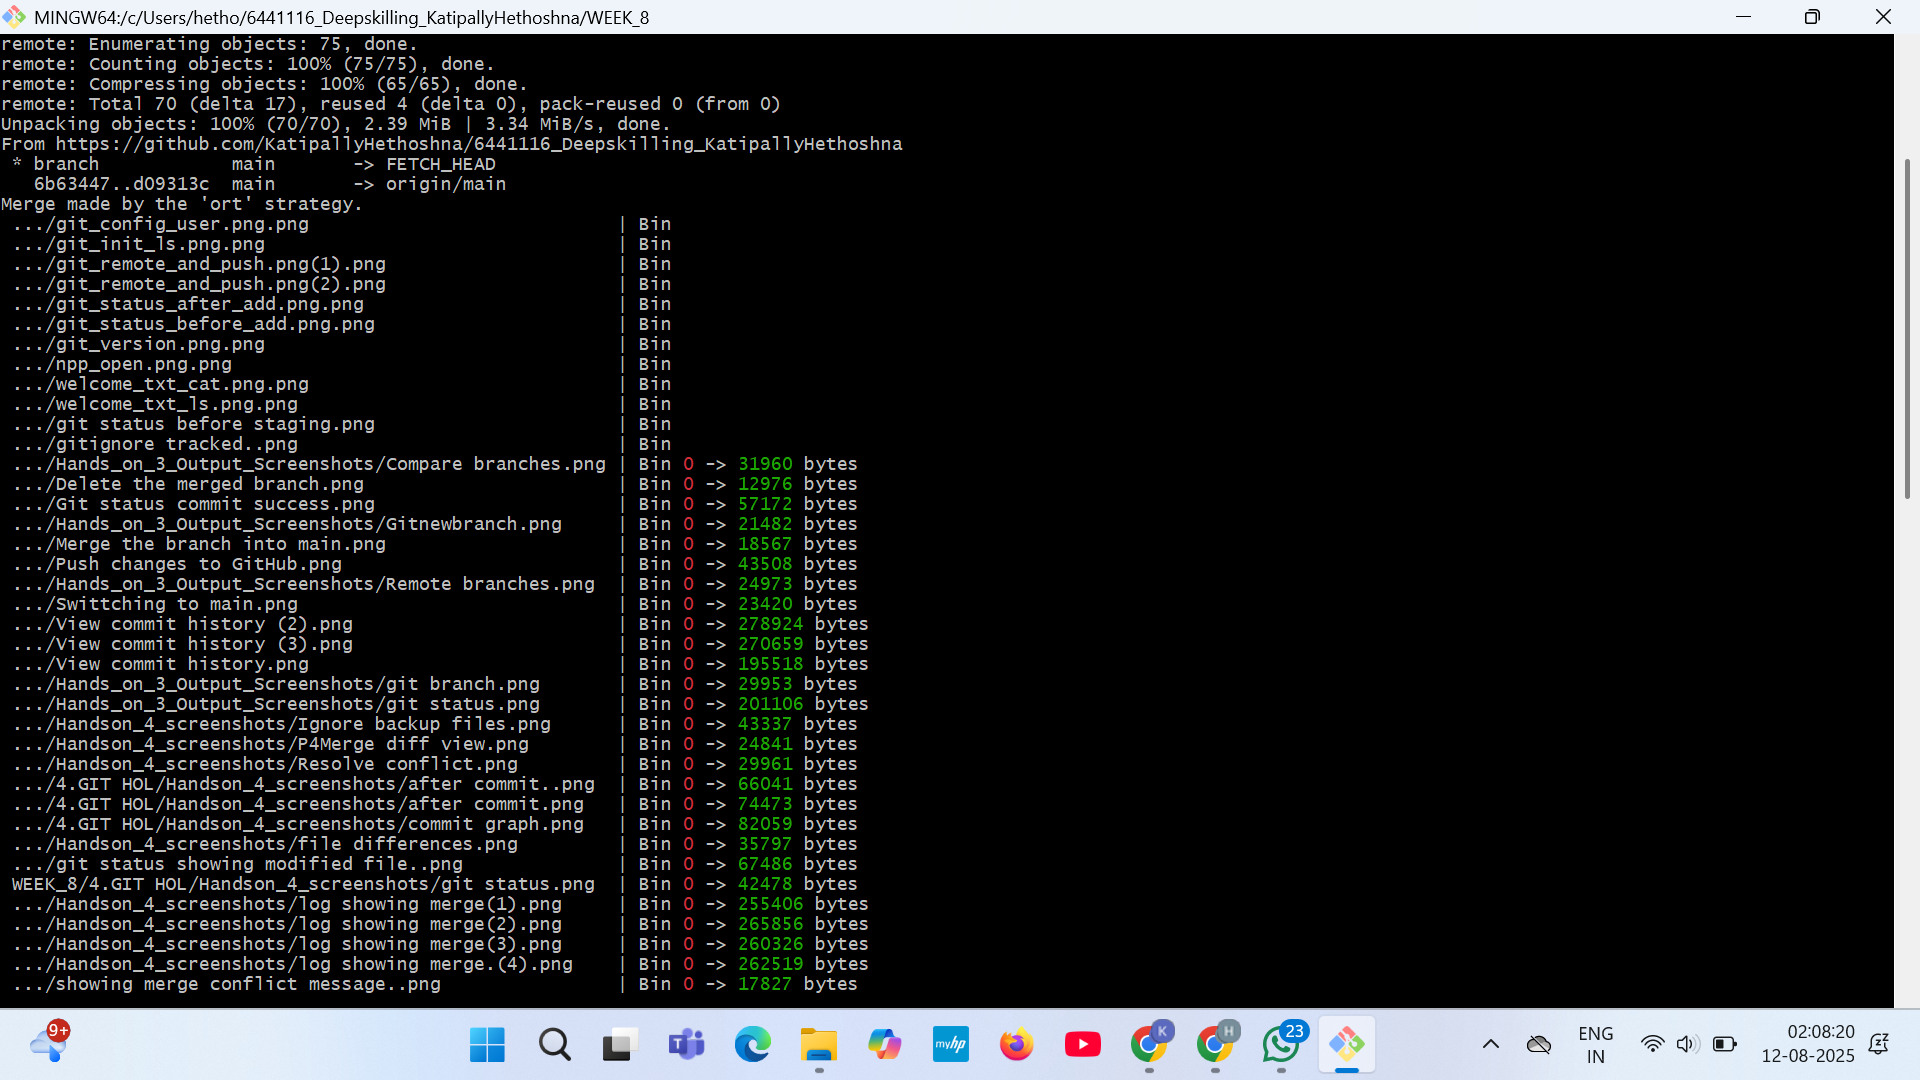 MINGW64:/c/Users/hetho/6441116_Deepskilling_KatipallyHethoshna/WEEK_8
remote: Enumerating objects: 75, done.
remote: Counting objects: 100% (75/75), done.
remote: Compressing objects: 100% (65/65), done.
remote: Total 70 (delta 17), reused 4 (delta 0), pack-reused 0 (from 0)
Unpacking objects: 100% (70/70), 2.39 MiB | 3.34 MiB/s, done.
From https://github.com/KatipallyHethoshna/6441116_Deepskilling_KatipallyHethoshna
 * branch            main       -> FETCH_HEAD
   6b63447..d09313c  main       -> origin/main
Merge made by the 'ort' strategy.
 .../git_config_user.png.png | Bin
 .../git_init_ls.png.png | Bin
 .../git_remote_and_push.png(1).png | Bin
 .../git_remote_and_push.png(2).png | Bin
 .../git_status_after_add.png.png | Bin
 .../git_status_before_add.png.png | Bin
 .../git_version.png.png | Bin
 .../npp_open.png.png | Bin
 .../welcome_txt_cat.png.png | Bin
 .../welcome_txt_ls.png.png | Bin
 .../git status before staging.png | Bin
 .../gitignore tracked..png | Bin
 .../Hands_on_3_Output_Screenshots/Compare branches.png | Bin 0 -> 31960 bytes
 .../Delete the merged branch.png | Bin 0 -> 12976 bytes
 .../Git status commit success.png | Bin 0 -> 57172 bytes
 .../Hands_on_3_Output_Screenshots/Gitnewbranch.png | Bin 0 -> 21482 bytes
 .../Merge the branch into main.png | Bin 0 -> 18567 bytes
 .../Push changes to GitHub.png | Bin 0 -> 43508 bytes
 .../Hands_on_3_Output_Screenshots/Remote branches.png | Bin 0 -> 24973 bytes
 .../Swittching to main.png | Bin 0 -> 23420 bytes
 .../View commit history (2).png | Bin 0 -> 278924 bytes
 .../View commit history (3).png | Bin 0 -> 270659 bytes
 .../View commit history.png | Bin 0 -> 195518 bytes
 .../Hands_on_3_Output_Screenshots/git branch.png | Bin 0 -> 29953 bytes
 .../Hands_on_3_Output_Screenshots/git status.png | Bin 0 -> 201106 bytes
 .../Handson_4_screenshots/Ignore backup files.png | Bin 0 -> 43337 bytes
 .../Handson_4_screenshots/P4Merge diff view.png | Bin 0 -> 24841 bytes
 .../Handson_4_screenshots/Resolve conflict.png | Bin 0 -> 29961 bytes
 .../4.GIT HOL/Handson_4_screenshots/after commit..png | Bin 0 -> 66041 bytes
 .../4.GIT HOL/Handson_4_screenshots/after commit.png | Bin 0 -> 74473 bytes
 .../4.GIT HOL/Handson_4_screenshots/commit graph.png | Bin 0 -> 82059 bytes
 .../Handson_4_screenshots/file differences.png | Bin 0 -> 35797 bytes
 .../git status showing modified file..png | Bin 0 -> 67486 bytes
 WEEK_8/4.GIT HOL/Handson_4_screenshots/git status.png | Bin 0 -> 42478 bytes
 .../Handson_4_screenshots/log showing merge(1).png | Bin 0 -> 255406 bytes
 .../Handson_4_screenshots/log showing merge(2).png | Bin 0 -> 265856 bytes
 .../Handson_4_screenshots/log showing merge(3).png | Bin 0 -> 260326 bytes
 .../Handson_4_screenshots/log showing merge.(4).png | Bin 0 -> 262519 bytes
 .../showing merge conflict message..png | Bin 0 -> 17827 bytes
9+
T
myhp
K
H
23
ENG
IN
02:08:20
12-08-2025